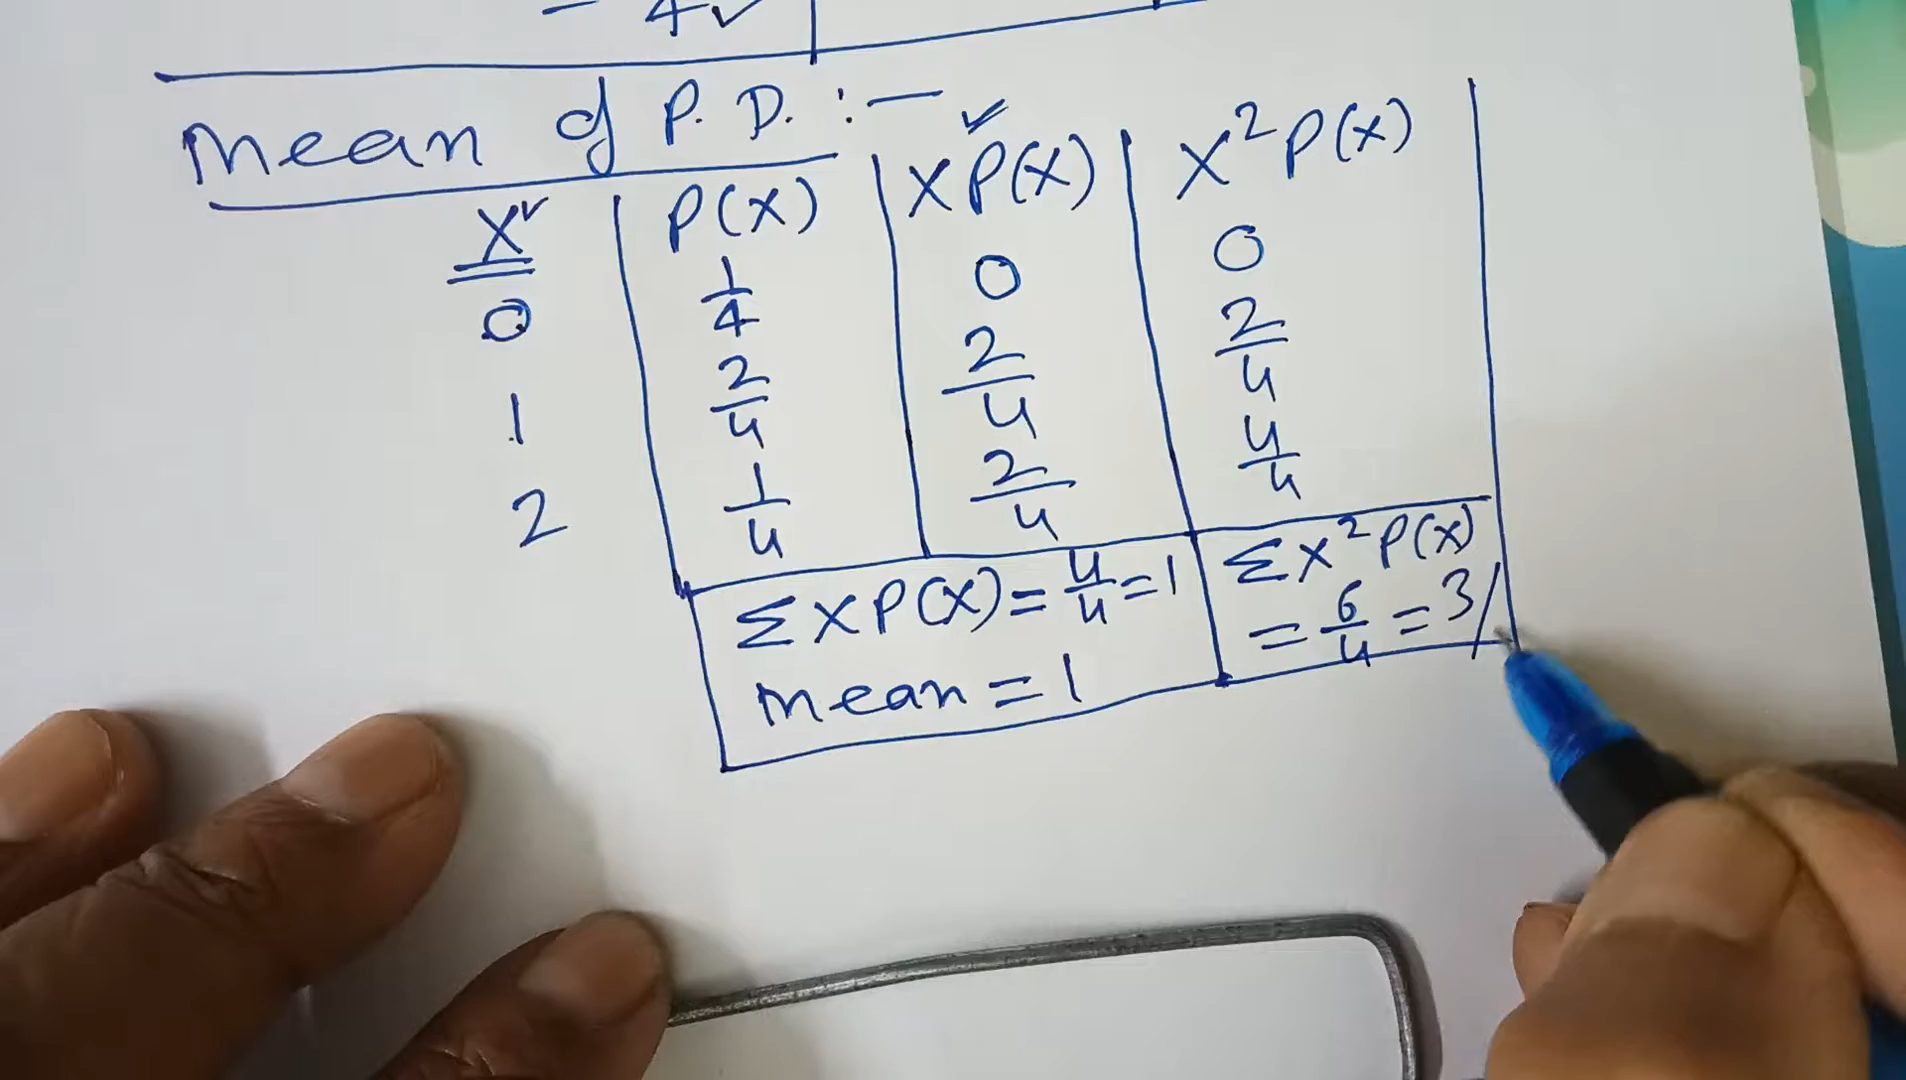 - 4✓
Mean of P. D. :-
X✓ P(X) XP(X)✓ X²P(X)
0 1/4 0 0
1 2/4 2/4 2/4
2 1/4 2/4 4/4
ΣXP(X) = 4/4 = 1 ΣX²P(X)
mean = 1 = 6/4 = 3/